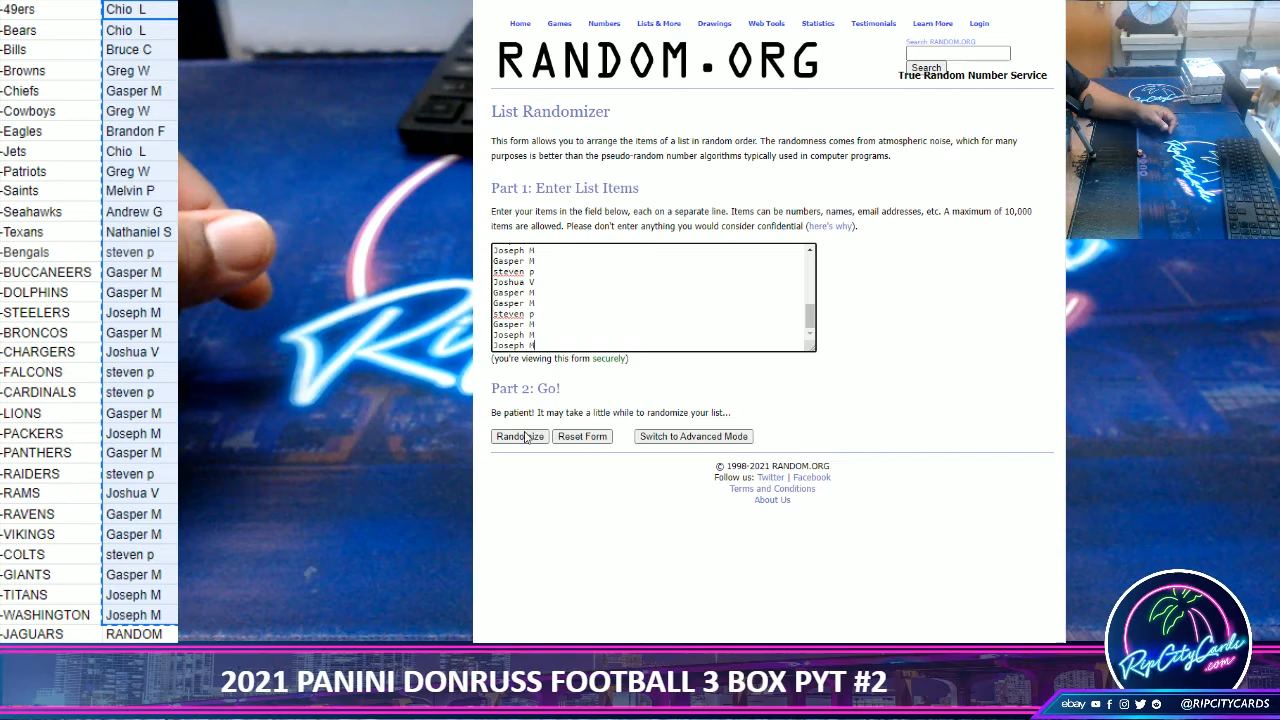 -49ers Chio L
-Bears Chio L
-Bills Bruce C
-Browns Greg W
-Chiefs Gasper M
-Cowboys Greg W
-Eagles Brandon F
-Jets Chio L
-Patriots Greg W
-Saints Melvin P
-Seahawks Andrew G
-Texans Nathaniel S
-Bengals steven p
-BUCCANEERS Gasper M
-DOLPHINS Gasper M
-STEELERS Joseph M
-BRONCOS Gasper M
-CHARGERS Joshua V
-FALCONS steven p
-CARDINALS steven p
-LIONS Gasper M
-PACKERS Joseph M
-PANTHERS Gasper M
-RAIDERS steven p
-RAMS Joshua V
-RAVENS Gasper M
-VIKINGS Gasper M
-COLTS steven p
-GIANTS Gasper M
-TITANS Joseph M
-WASHINGTON Joseph M
-JAGUARS RANDOM
Home Games Numbers Lists & More Drawings Web Tools Statistics Testimonials Learn More Login
RANDOM.ORG
Search RANDOM.ORG
Search
True Random Number Service
List Randomizer
This form allows you to arrange the items of a list in random order. The randomness comes from atmospheric noise, which for many
purposes is better than the pseudo-random number algorithms typically used in computer programs.
Part 1: Enter List Items
Enter your items in the field below, each on a separate line. Items can be numbers, names, email addresses, etc. A maximum of 10,000
items are allowed. Please don't enter anything you would consider confidential (here's why).
Joseph M
Gasper M
steven p
Joshua V
Gasper M
Gasper M
steven p
Gasper M
Joseph M
Joseph M
(you're viewing this form securely)
Part 2: Go!
Be patient! It may take a little while to randomize your list...
Randomize Reset Form Switch to Advanced Mode
© 1998-2021 RANDOM.ORG
Follow us: Twitter | Facebook
Terms and Conditions
About Us
2021 PANINI DONRUSS FOOTBALL 3 BOX PYT #2
RipCityCards
.com
ebay @RIPCITYCARDS